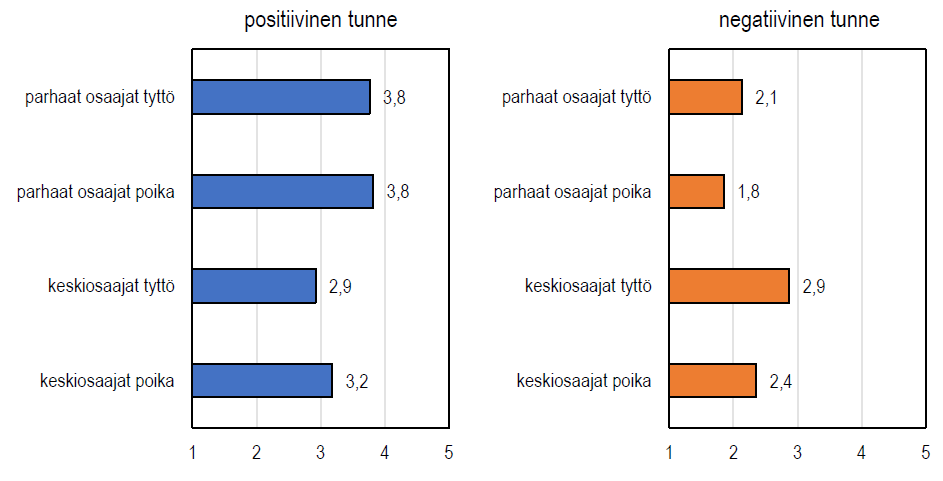 positiivinen tunne
parhaat osaajat tyttö 3,8
parhaat osaajat poika 3,8
keskiosaajat tyttö 2,9
keskiosaajat poika 3,2
1 2 3 4 5
negatiivinen tunne
parhaat osaajat tyttö 2,1
parhaat osaajat poika 1,8
keskiosaajat tyttö 2,9
keskiosaajat poika 2,4
1 2 3 4 5